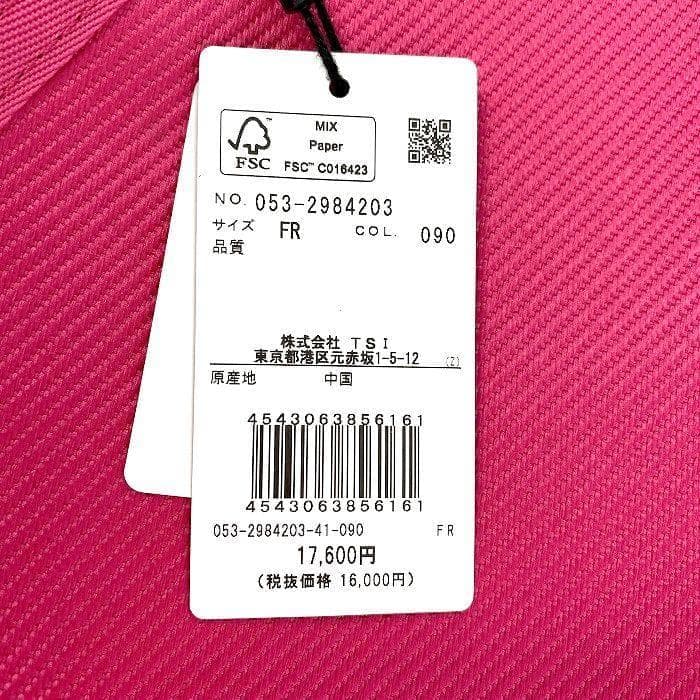 FSC
MIX
Paper
FSC™ C016423
NO. 053-2984203
サイズ FR COL. 090
品質
株式会社 TSI
東京都港区元赤坂1-5-12 (Z)
原産地 中国
4543063856161
4543063856161
053-2984203-41-090 FR
17,600円
(税抜価格 16,000円)